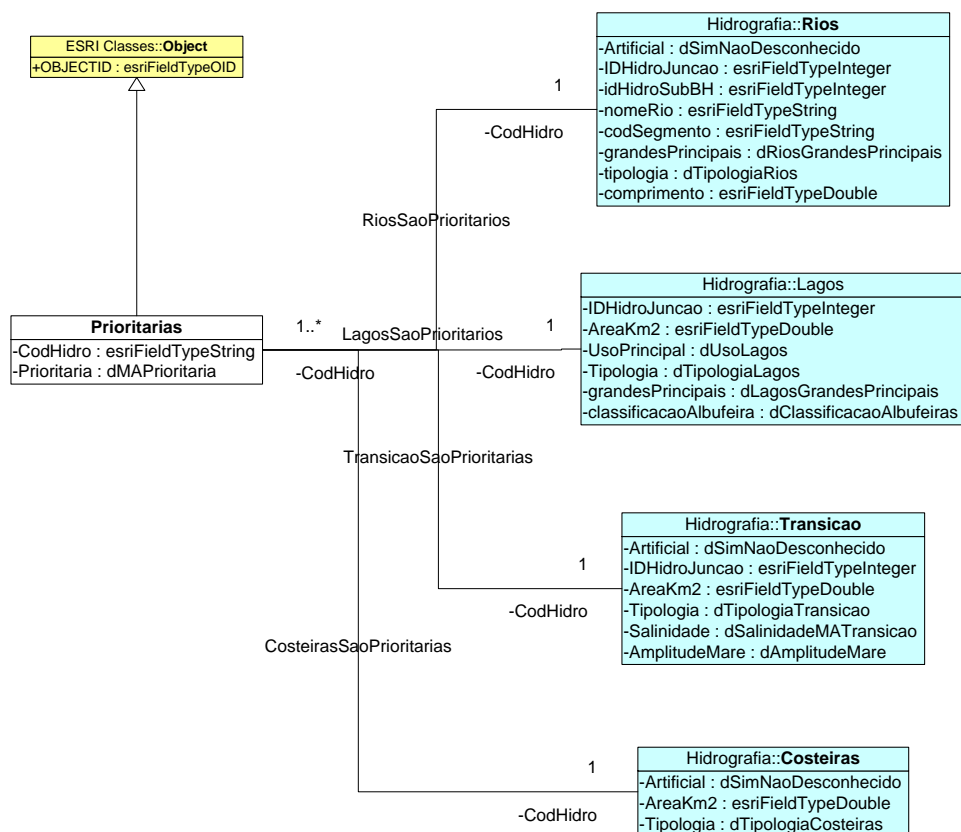 ESRI Classes::Object
+OBJECTID : esriFieldTypeOID
Hidrografia::Rios
-Artificial : dSimNaoDesconhecido
-IDHidroJuncao : esriFieldTypeInteger
-idHidroSubBH : esriFieldTypeInteger
-nomeRio : esriFieldTypeString
-codSegmento : esriFieldTypeString
-grandesPrincipais : dRiosGrandesPrincipais
-tipologia : dTipologiaRios
-comprimento : esriFieldTypeDouble
1
-CodHidro
RiosSaoPrioritarios
Prioritarias
-CodHidro : esriFieldTypeString
-Prioritaria : dMAPrioritaria
1..*
-CodHidro
LagosSaoPrioritarios
1
-CodHidro
Hidrografia::Lagos
-IDHidroJuncao : esriFieldTypeInteger
-AreaKm2 : esriFieldTypeDouble
-UsoPrincipal : dUsoLagos
-Tipologia : dTipologiaLagos
-grandesPrincipais : dLagosGrandesPrincipais
-classificacaoAlbufeira : dClassificacaoAlbufeiras
TransicaoSaoPrioritarias
1
-CodHidro
Hidrografia::Transicao
-Artificial : dSimNaoDesconhecido
-IDHidroJuncao : esriFieldTypeInteger
-AreaKm2 : esriFieldTypeDouble
-Tipologia : dTipologiaTransicao
-Salinidade : dSalinidadeMATransicao
-AmplitudeMare : dAmplitudeMare
CosteirasSaoPrioritarias
1
-CodHidro
Hidrografia::Costeiras
-Artificial : dSimNaoDesconhecido
-AreaKm2 : esriFieldTypeDouble
-Tipologia : dTipologiaCosteiras